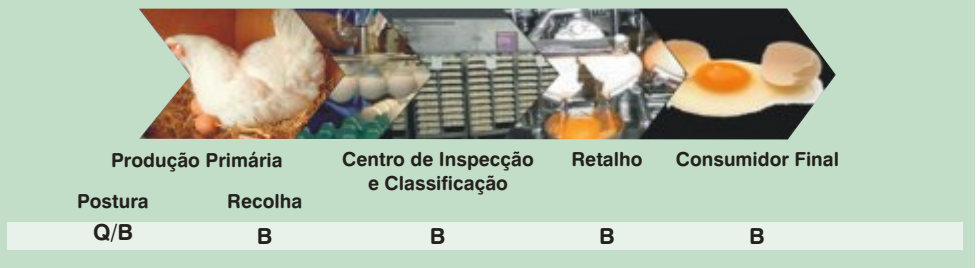 Produção Primária
Centro de Inspecção
e Classificação
Retalho
Consumidor Final
Postura
Recolha
Q/B
B
B
B
B